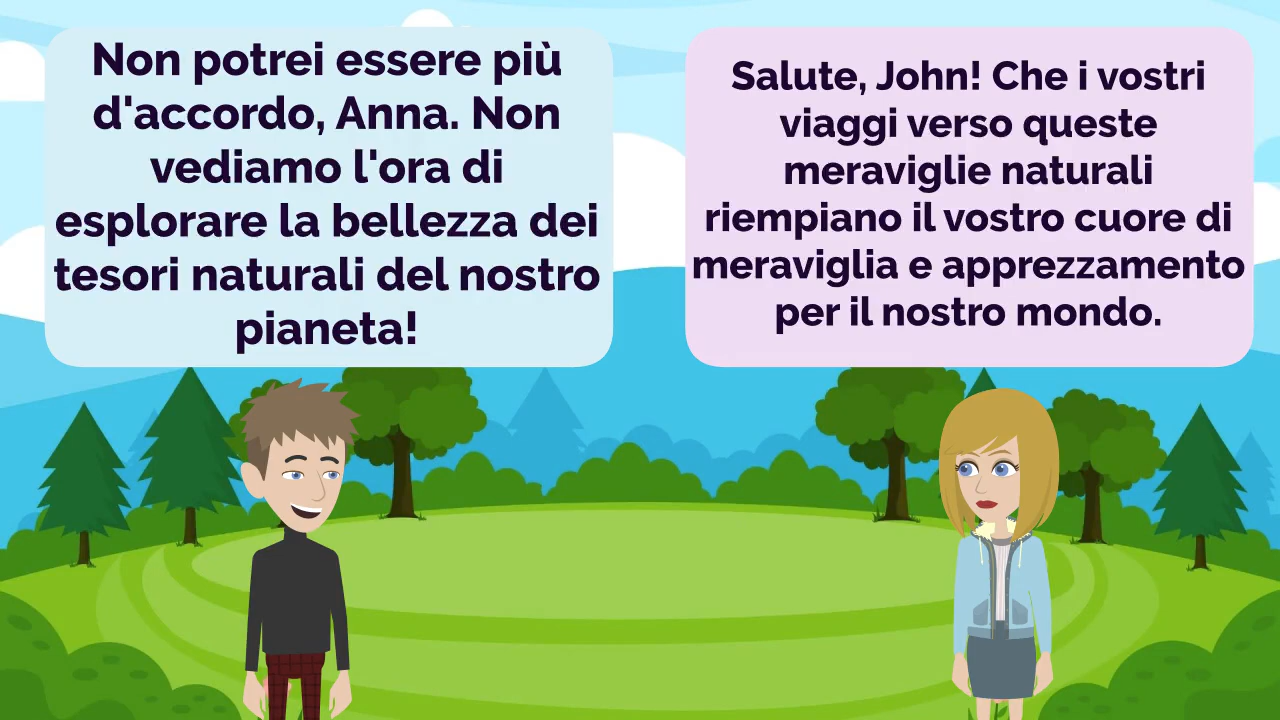 Non potrei essere più
d'accordo, Anna. Non
vediamo l'ora di
esplorare la bellezza dei
tesori naturali del nostro
pianeta!
Salute, John! Che i vostri
viaggi verso queste
meraviglie naturali
riempiano il vostro cuore di
meraviglia e apprezzamento
per il nostro mondo.